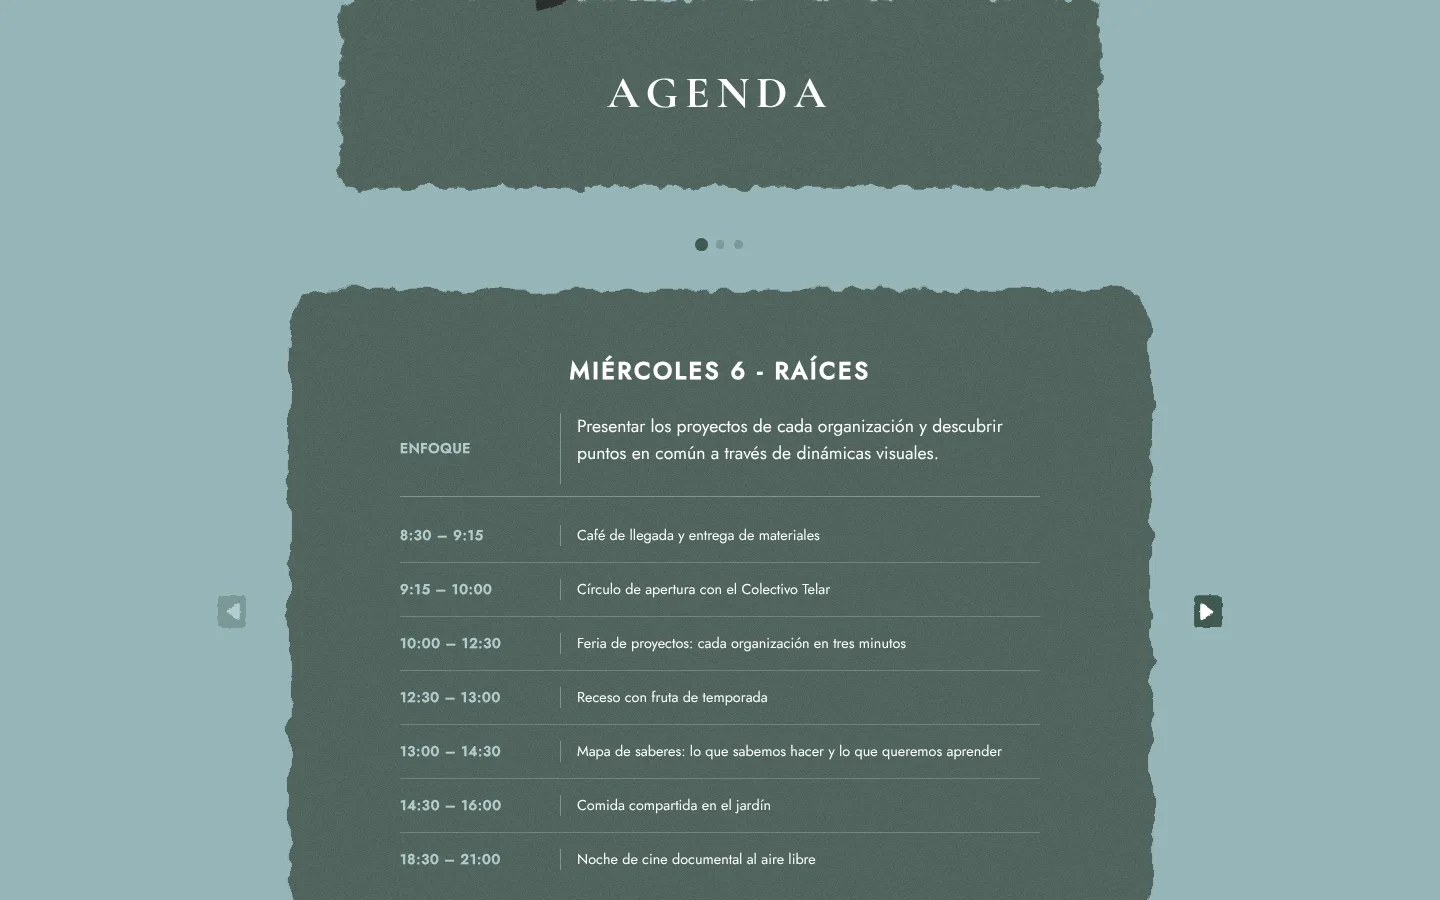 AGENDA
MIÉRCOLES 6 - RAÍCES
ENFOQUE
Presentar los proyectos de cada organización y descubrir
puntos en común a través de dinámicas visuales.
8:30 – 9:15 Café de llegada y entrega de materiales
9:15 – 10:00 Círculo de apertura con el Colectivo Telar
10:00 – 12:30 Feria de proyectos: cada organización en tres minutos
12:30 – 13:00 Receso con fruta de temporada
13:00 – 14:30 Mapa de saberes: lo que sabemos hacer y lo que queremos aprender
14:30 – 16:00 Comida compartida en el jardín
18:30 – 21:00 Noche de cine documental al aire libre